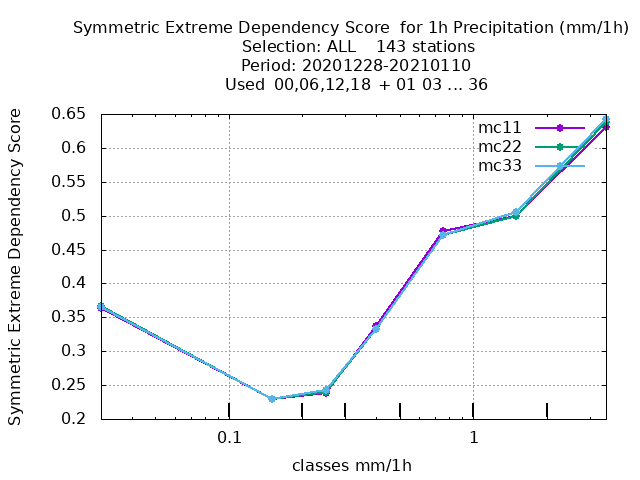 Symmetric Extreme Dependency Score for 1h Precipitation (mm/1h)
Selection: ALL 143 stations
Period: 20201228-20210110
Used 00,06,12,18 + 01 03 ... 36
Symmetric Extreme Dependency Score
0.65
0.6
0.55
0.5
0.45
0.4
0.35
0.3
0.25
0.2
mc11
mc22
mc33
0.1
1
classes mm/1h